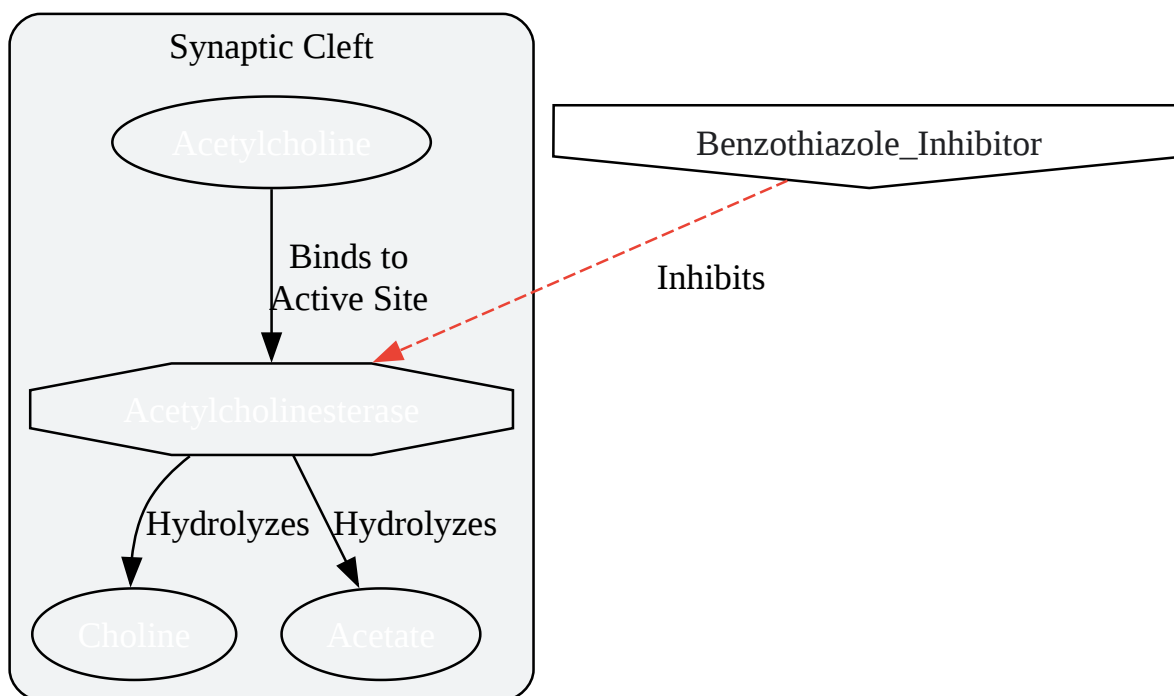 Synaptic Cleft
Acetylcholine
Benzothiazole_Inhibitor
Binds to
Active Site
Inhibits
Acetylcholinesterase
Hydrolyzes
Hydrolyzes
Choline
Acetate